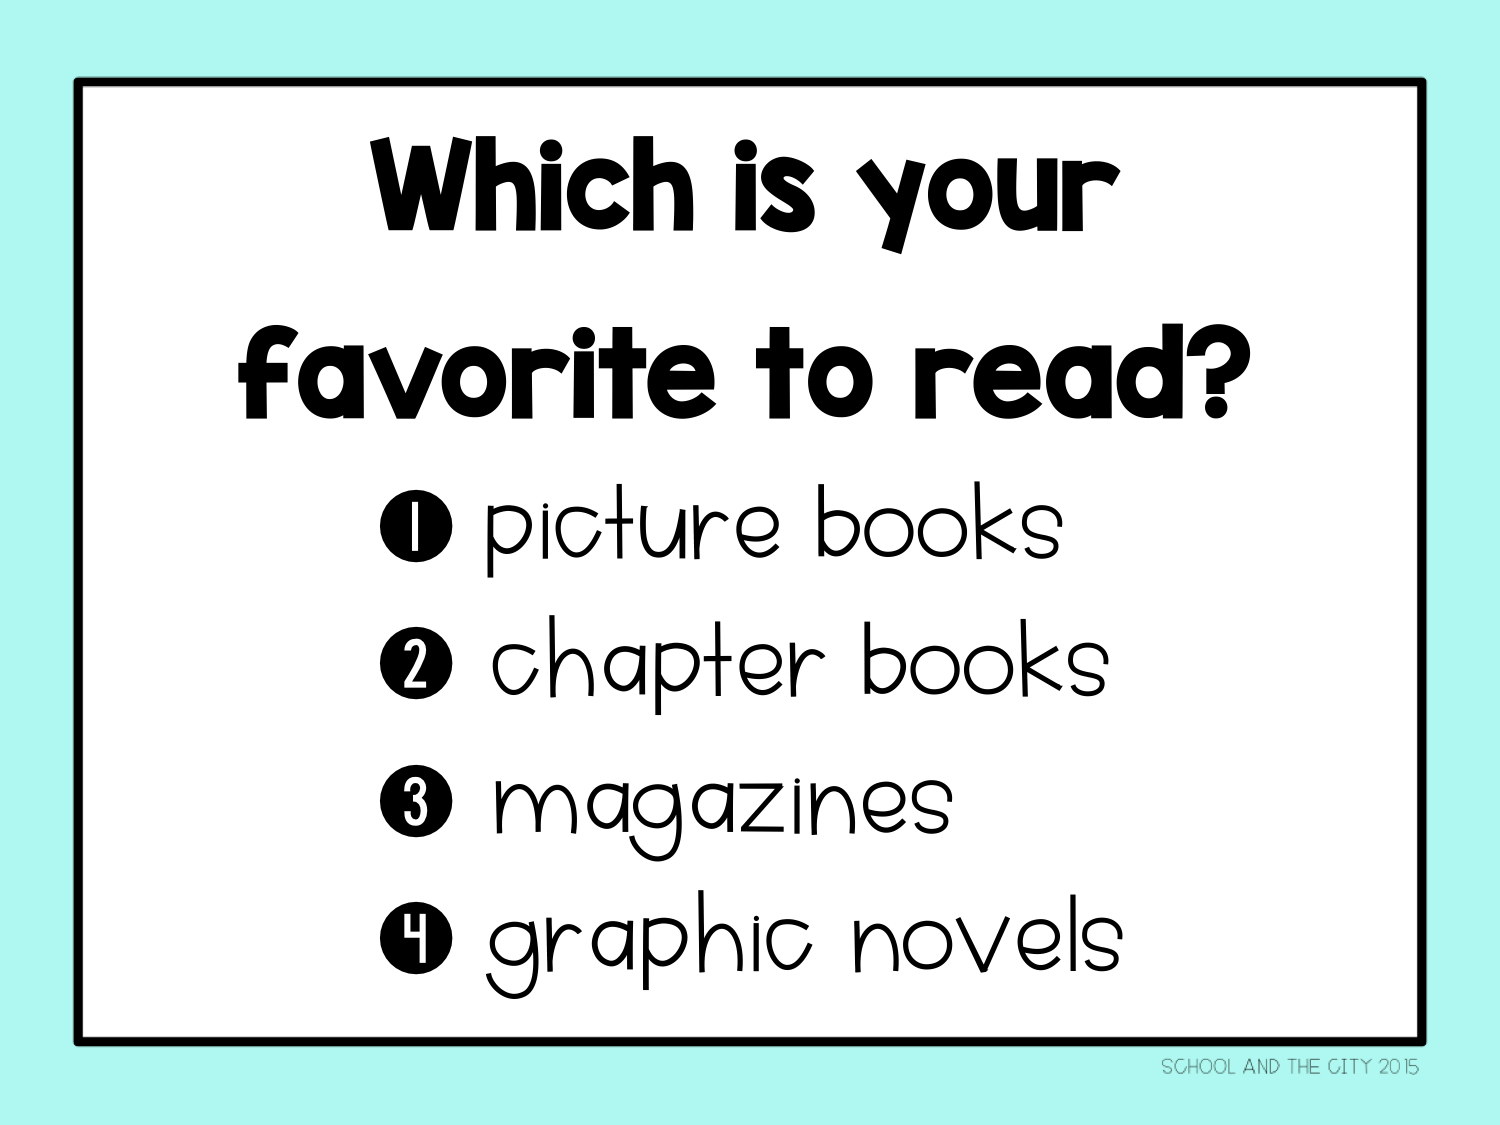 Which is your
favorite to read?
1 picture books
2 chapter books
3 magazines
4 graphic novels
SCHOOL AND THE CITY 2015